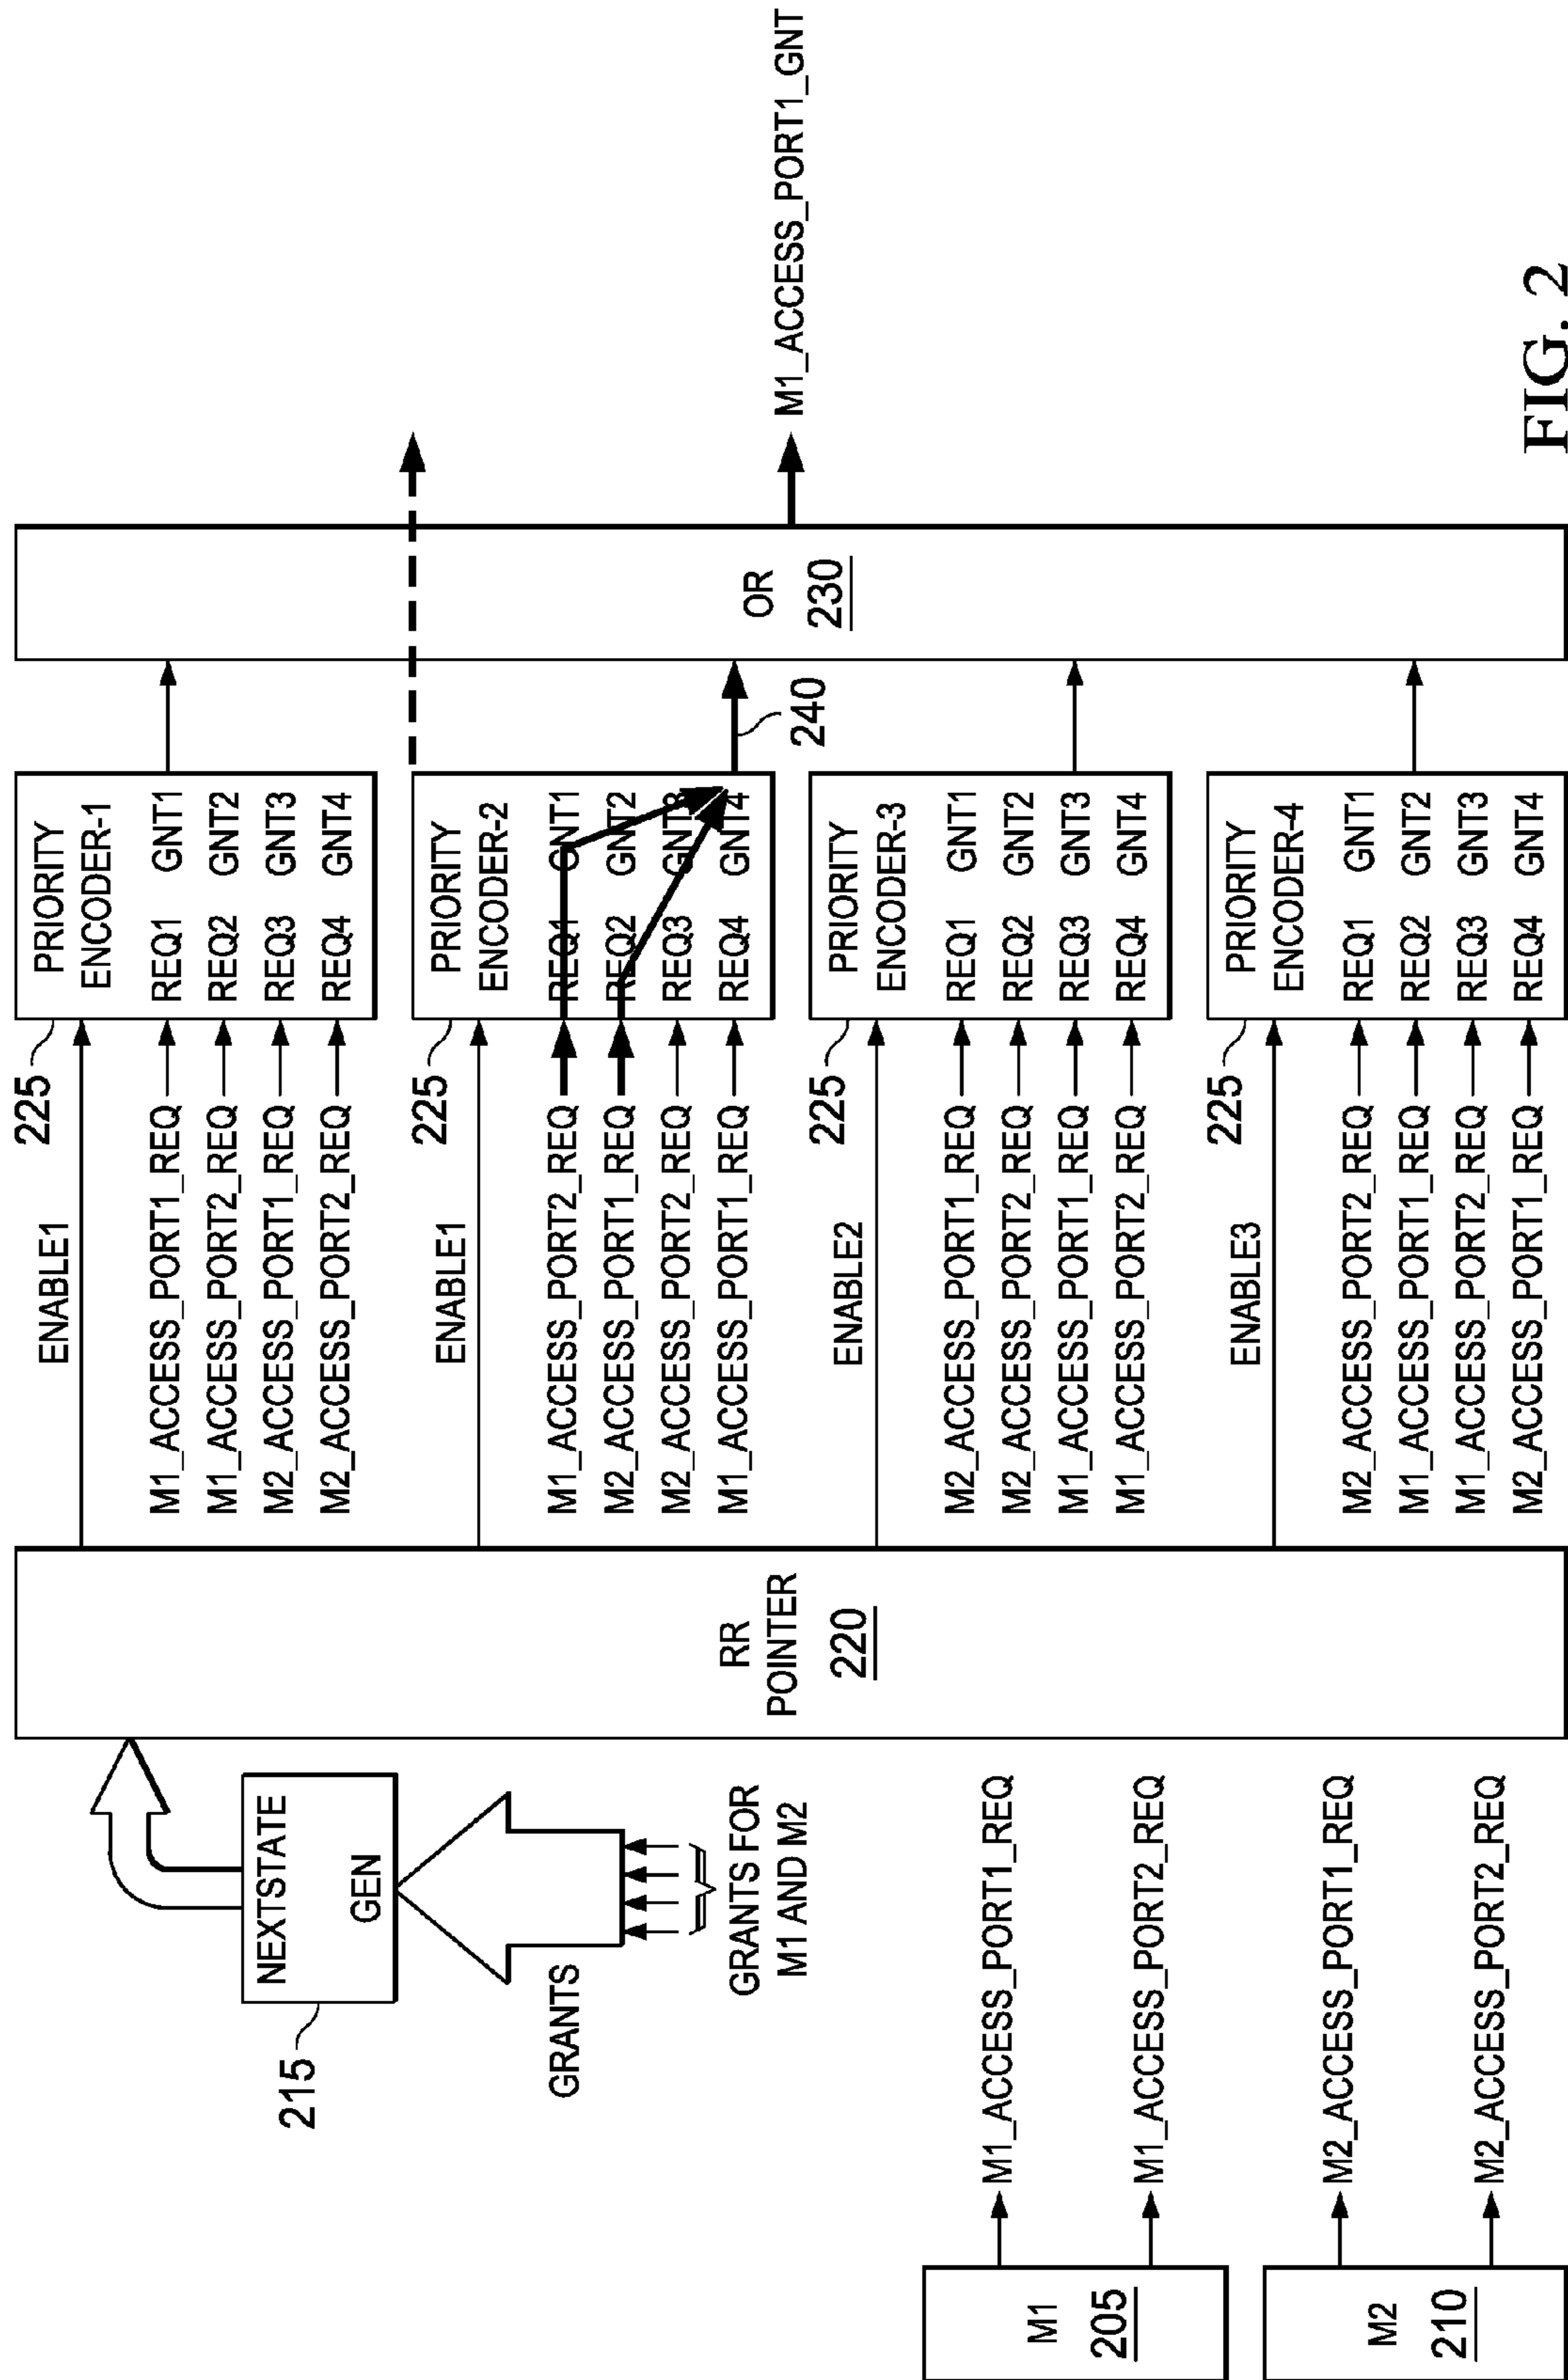 215
NEXTSTATE
GEN
GRANTS
GRANTS FOR
M1 AND M2
M1
205
M1_ACCESS_PORT1_REQ
M1_ACCESS_PORT2_REQ
M2
210
M2_ACCESS_PORT1_REQ
M2_ACCESS_PORT2_REQ
RR
POINTER
220
ENABLE1
225
M1_ACCESS_PORT1_REQ
M1_ACCESS_PORT2_REQ
M2_ACCESS_PORT1_REQ
M2_ACCESS_PORT2_REQ
PRIORITY
ENCODER-1
REQ1 GNT1
REQ2 GNT2
REQ3 GNT3
REQ4 GNT4
ENABLE1
225
M1_ACCESS_PORT2_REQ
M2_ACCESS_PORT1_REQ
M2_ACCESS_PORT2_REQ
M1_ACCESS_PORT1_REQ
PRIORITY
ENCODER-2
REQ1 GNT1
REQ2 GNT2
REQ3 GNT3
REQ4 GNT4
240
ENABLE2
225
M2_ACCESS_PORT1_REQ
M2_ACCESS_PORT2_REQ
M1_ACCESS_PORT1_REQ
M1_ACCESS_PORT2_REQ
PRIORITY
ENCODER-3
REQ1 GNT1
REQ2 GNT2
REQ3 GNT3
REQ4 GNT4
ENABLE3
225
M2_ACCESS_PORT2_REQ
M1_ACCESS_PORT1_REQ
M1_ACCESS_PORT2_REQ
M2_ACCESS_PORT1_REQ
PRIORITY
ENCODER-4
REQ1 GNT1
REQ2 GNT2
REQ3 GNT3
REQ4 GNT4
OR
230
M1_ACCESS_PORT1_GNT
FIG. 2